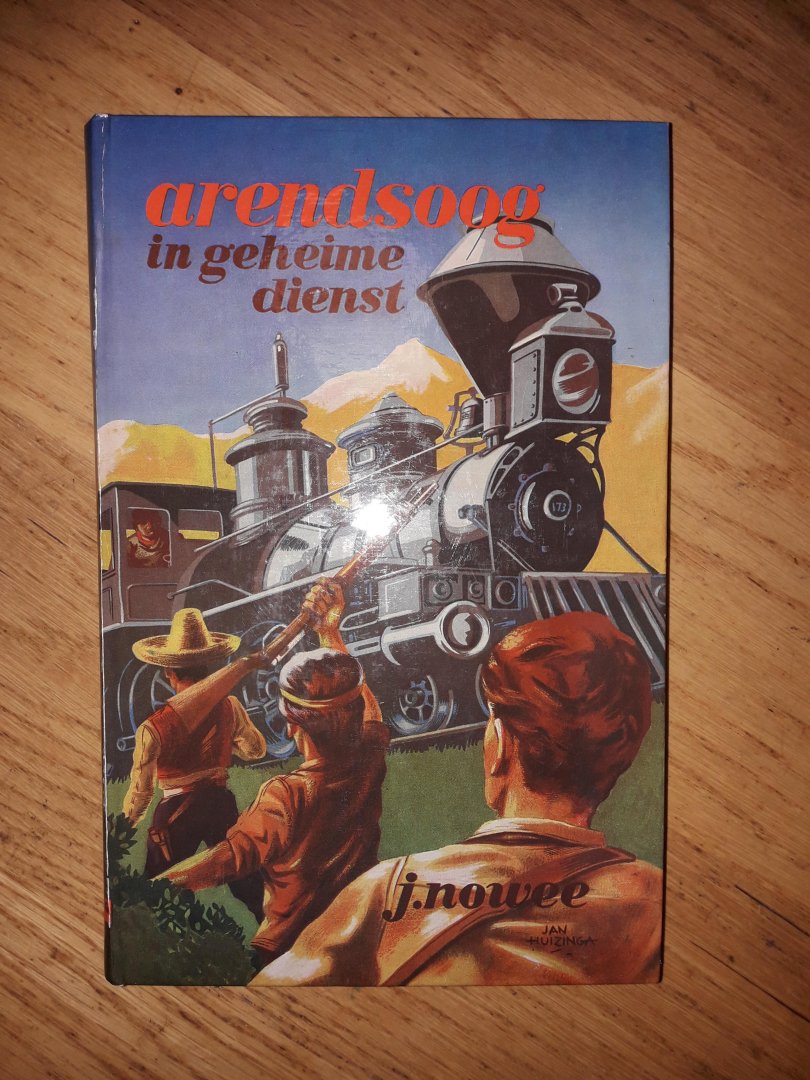 arendsoog
in geheime
dienst
173
j.nowee
JAN
HUIZINGA